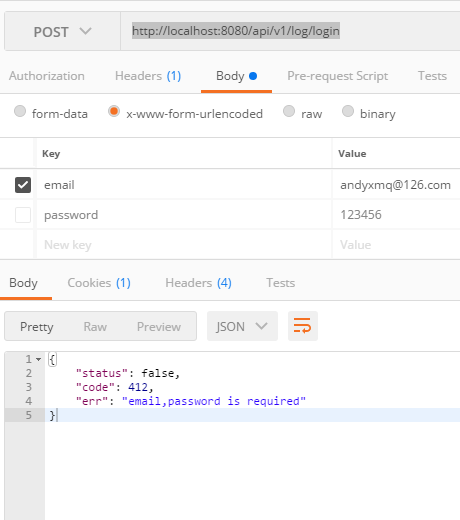 POST http://localhost:8080/api/v1/log/login
Authorization Headers (1) Body Pre-request Script Tests
form-data x-www-form-urlencoded raw binary
Key Value
email andyxmq@126.com
password 123456
New key Value
Body Cookies (1) Headers (4) Tests
Pretty Raw Preview JSON
1 {
2 "status": false,
3 "code": 412,
4 "err": "email,password is required"
5 }